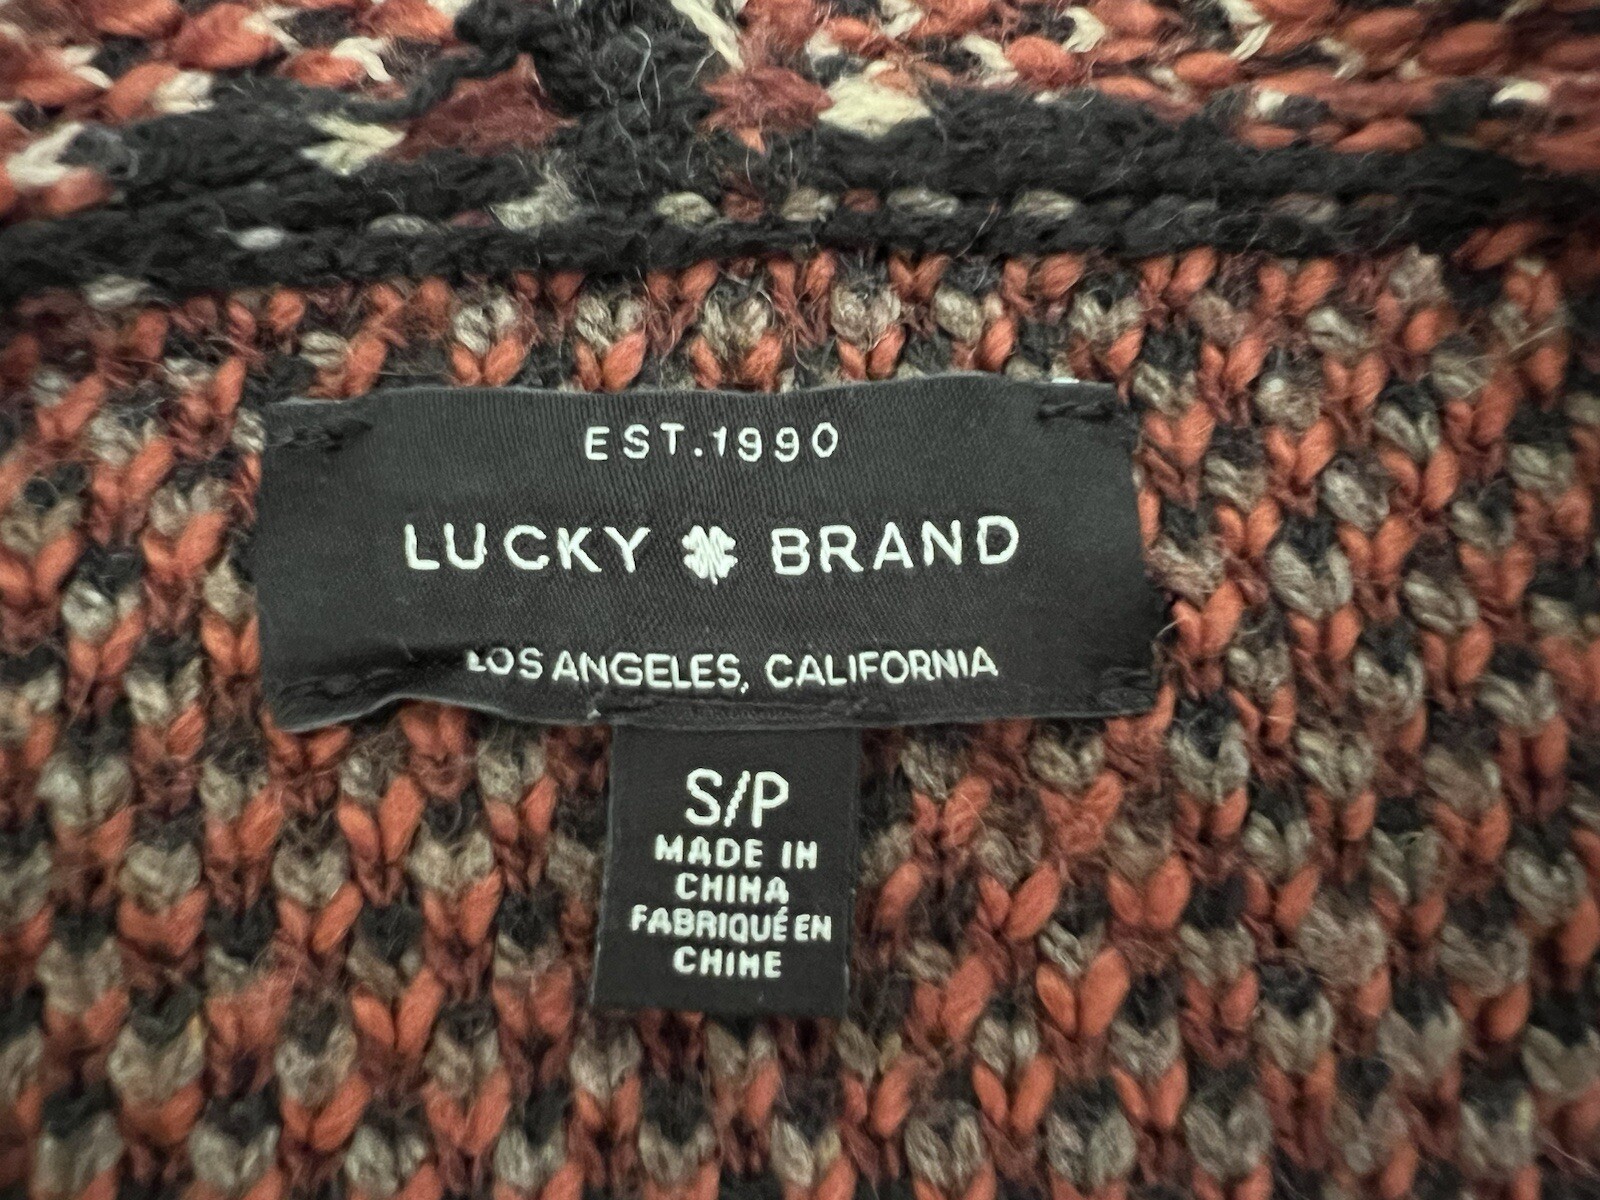 EST.1990
LUCKY BRAND
LOS ANGELES, CALIFORNIA
S/P
MADE IN
CHINA
FABRIQUÉ EN
CHINE